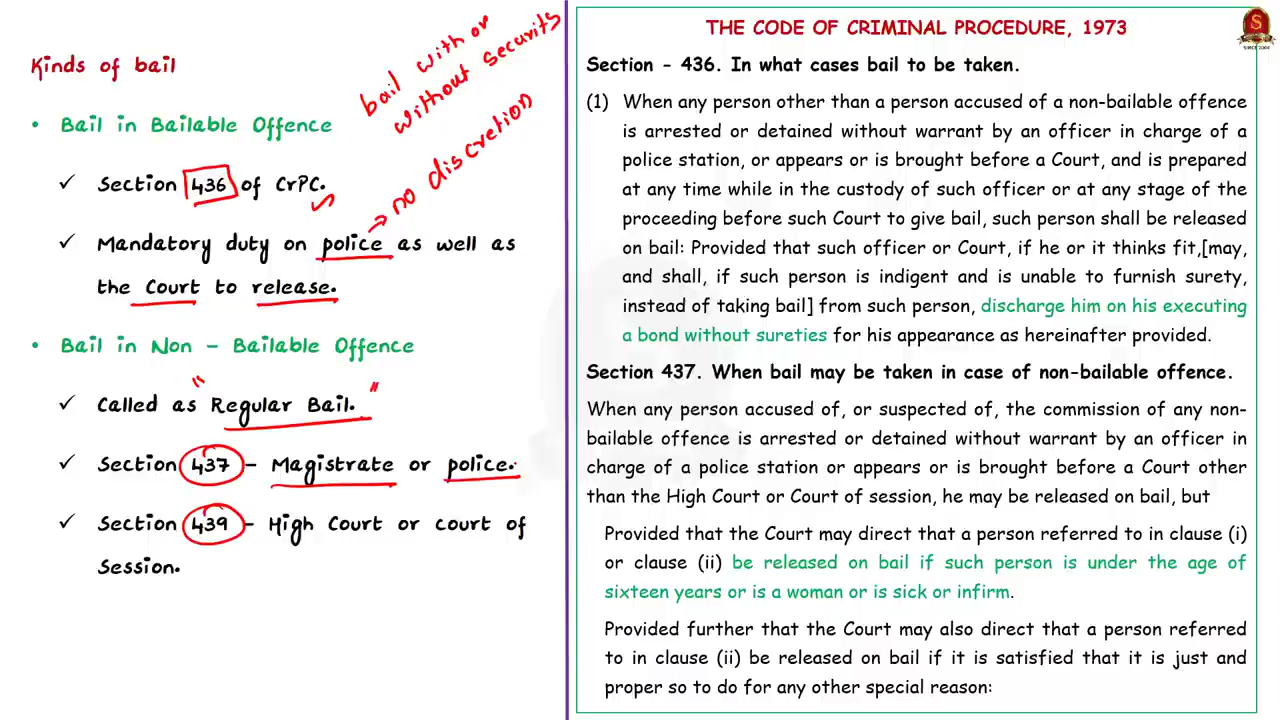 Kinds of bail
bail with or
without security
• Bail in Bailable Offence
✓ Section 436 of CrPC.
no discretion
✓ Mandatory duty on police as well as
the Court to release.
• Bail in Non - Bailable Offence
✓ Called as "Regular Bail."
✓ Section 437 - Magistrate or police.
✓ Section 439 - High Court or court of
Session.
THE CODE OF CRIMINAL PROCEDURE, 1973
S
SINCE 2004
Section - 436. In what cases bail to be taken.
(1) When any person other than a person accused of a non-bailable offence
is arrested or detained without warrant by an officer in charge of a
police station, or appears or is brought before a Court, and is prepared
at any time while in the custody of such officer or at any stage of the
proceeding before such Court to give bail, such person shall be released
on bail: Provided that such officer or Court, if he or it thinks fit,[may,
and shall, if such person is indigent and is unable to furnish surety,
instead of taking bail] from such person, discharge him on his executing
a bond without sureties for his appearance as hereinafter provided.
Section 437. When bail may be taken in case of non-bailable offence.
When any person accused of, or suspected of, the commission of any non-
bailable offence is arrested or detained without warrant by an officer in
charge of a police station or appears or is brought before a Court other
than the High Court or Court of session, he may be released on bail, but
Provided that the Court may direct that a person referred to in clause (i)
or clause (ii) be released on bail if such person is under the age of
sixteen years or is a woman or is sick or infirm.
Provided further that the Court may also direct that a person referred
to in clause (ii) be released on bail if it is satisfied that it is just and
proper so to do for any other special reason: